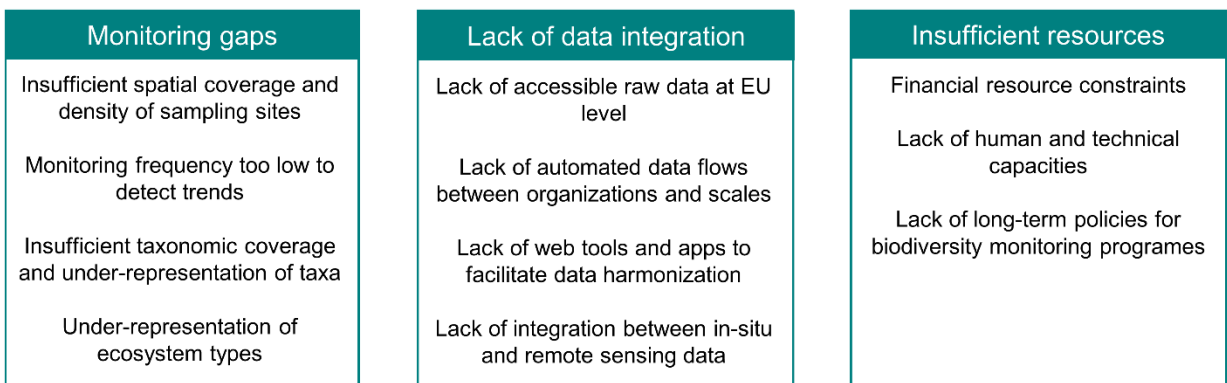 Monitoring gaps
Insufficient spatial coverage and
density of sampling sites
Monitoring frequency too low to
detect trends
Insufficient taxonomic coverage
and under-representation of taxa
Under-representation of
ecosystem types
Lack of data integration
Lack of accessible raw data at EU
level
Lack of automated data flows
between organizations and scales
Lack of web tools and apps to
facilitate data harmonization
Lack of integration between in-situ
and remote sensing data
Insufficient resources
Financial resource constraints
Lack of human and technical
capacities
Lack of long-term policies for
biodiversity monitoring programes